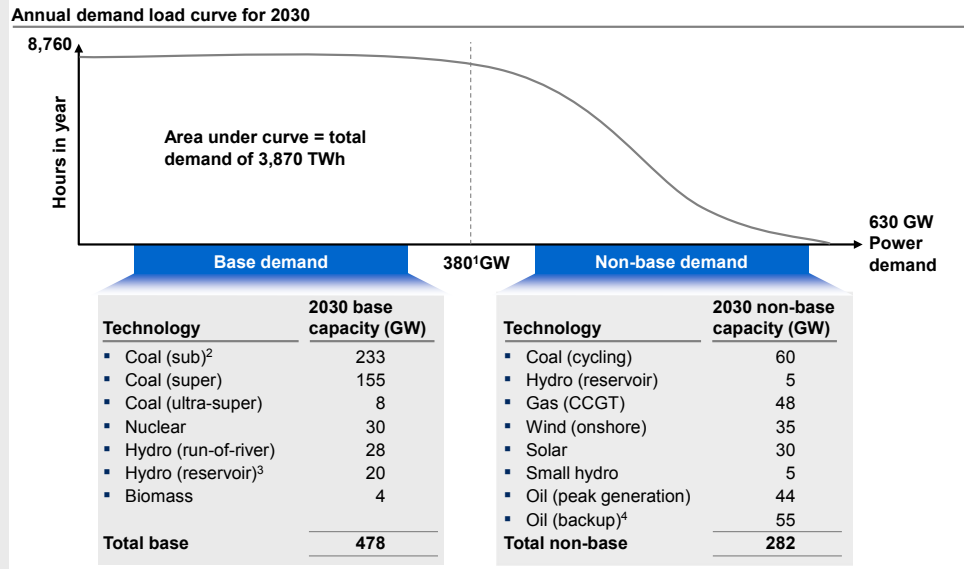 Annual demand load curve for 2030
8,760
Hours in year
Area under curve = total
demand of 3,870 TWh
630 GW
Power
demand
Base demand
380¹GW
Non-base demand
Technology 2030 base capacity (GW)
▪ Coal (sub)² 233
▪ Coal (super) 155
▪ Coal (ultra-super) 8
▪ Nuclear 30
▪ Hydro (run-of-river) 28
▪ Hydro (reservoir)³ 20
▪ Biomass 4
Total base 478
Technology 2030 non-base capacity (GW)
▪ Coal (cycling) 60
▪ Hydro (reservoir) 5
▪ Gas (CCGT) 48
▪ Wind (onshore) 35
▪ Solar 30
▪ Small hydro 5
▪ Oil (peak generation) 44
▪ Oil (backup)⁴ 55
Total non-base 282